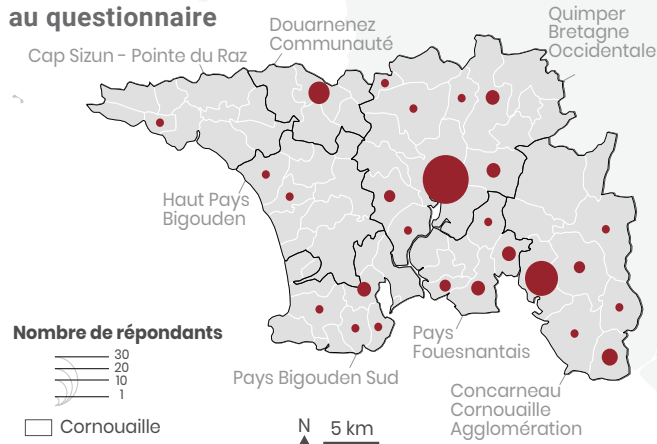 au questionnaire
Cap Sizun - Pointe du Raz
Douarnenez
Communauté
Quimper
Bretagne
Occidentale
Haut Pays
Bigouden
Pays
Fouesnantais
Pays Bigouden Sud
Concarneau
Cornouaille
Agglomération
Nombre de répondants
30
20
10
1
Cornouaille
N
5 km